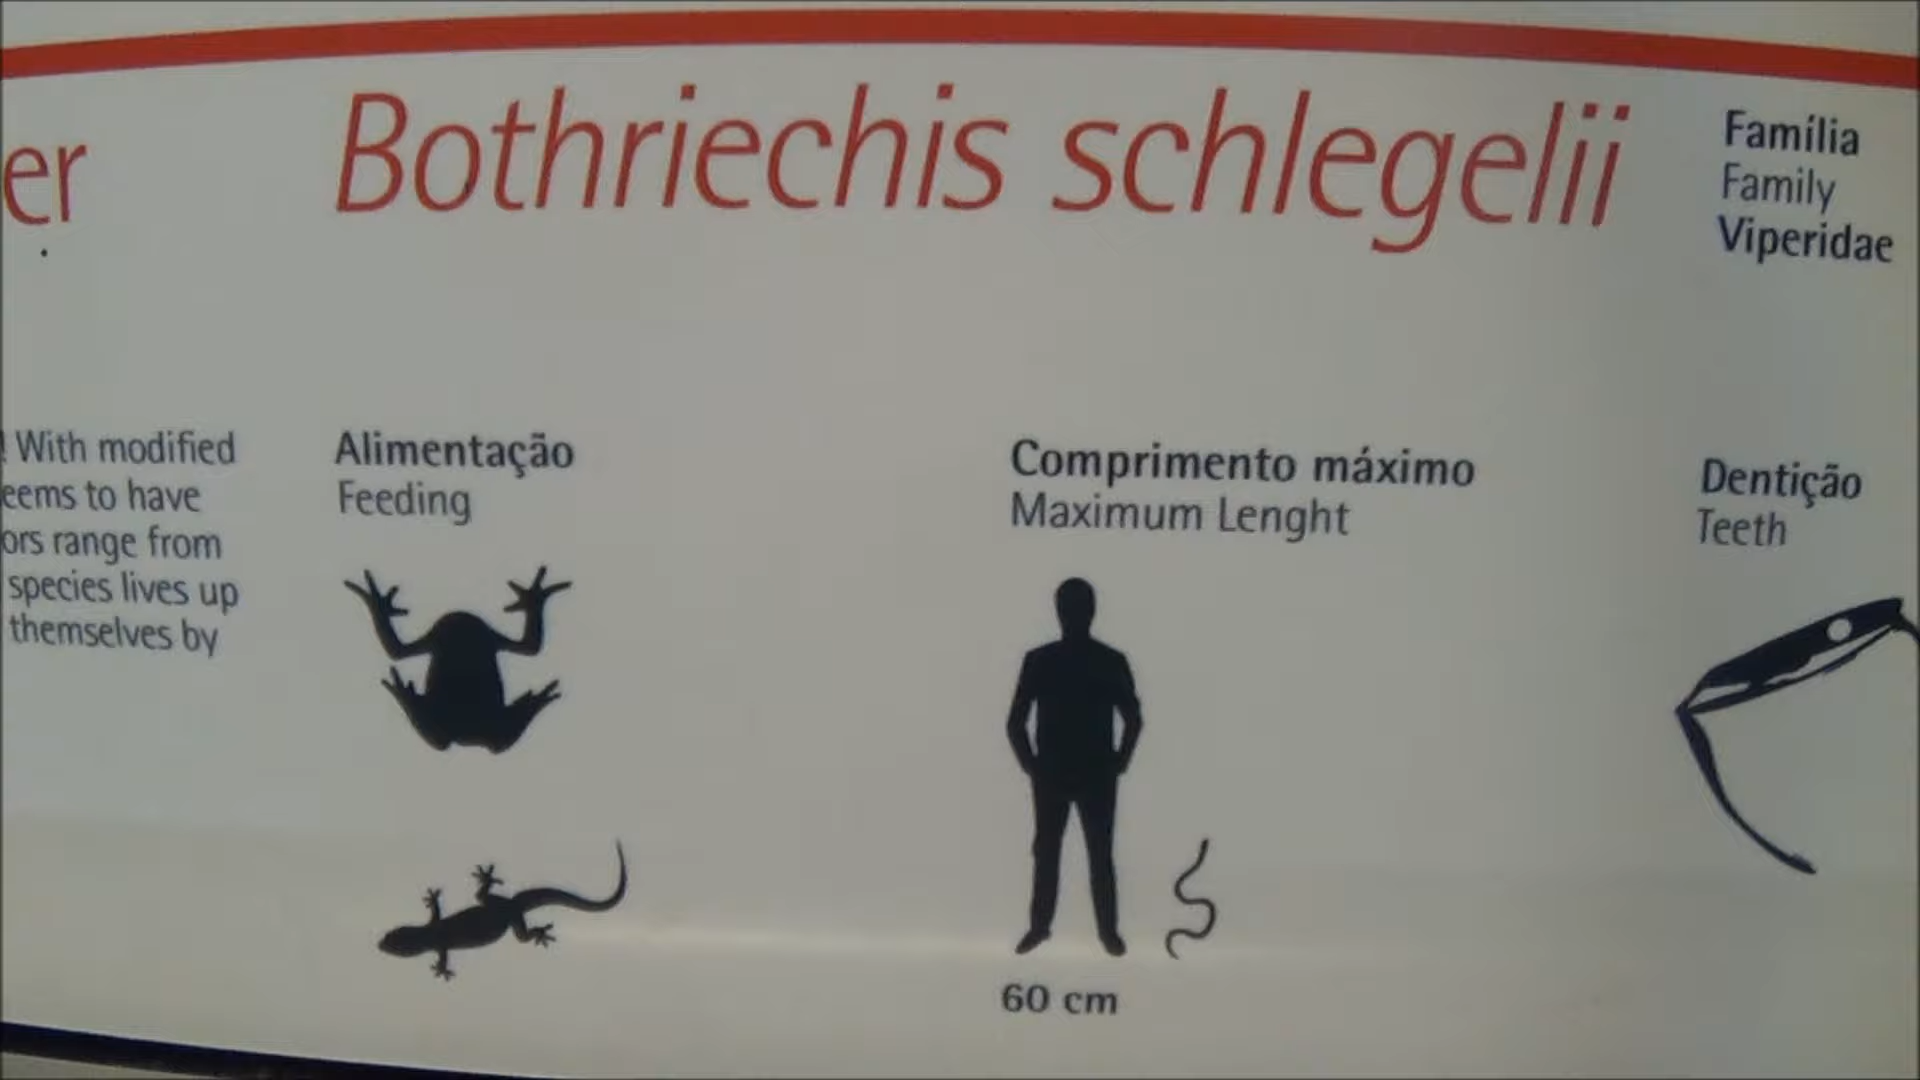 er
Bothriechis schlegelii
Família
Family
Viperidae
With modified
eems to have
ors range from
species lives up
themselves by
Alimentação
Feeding
Comprimento máximo
Maximum Lenght
60 cm
Dentição
Teeth